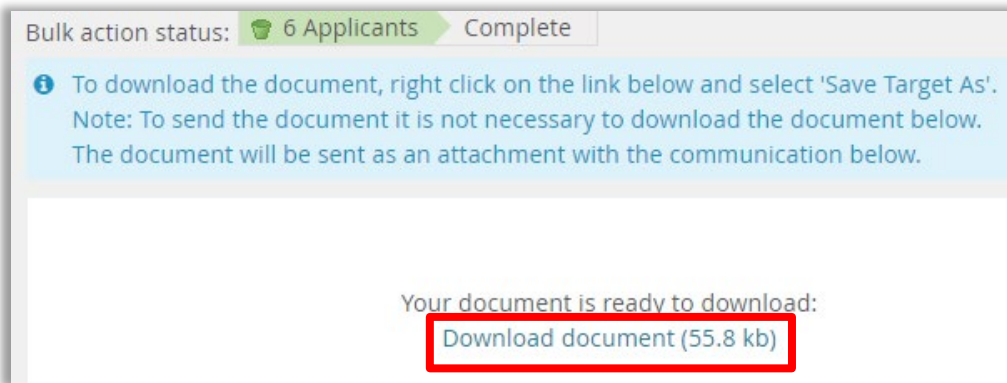 Bulk action status: 6 Applicants Complete
To download the document, right click on the link below and select 'Save Target As'.
Note: To send the document it is not necessary to download the document below.
The document will be sent as an attachment with the communication below.
Your document is ready to download:
Download document (55.8 kb)